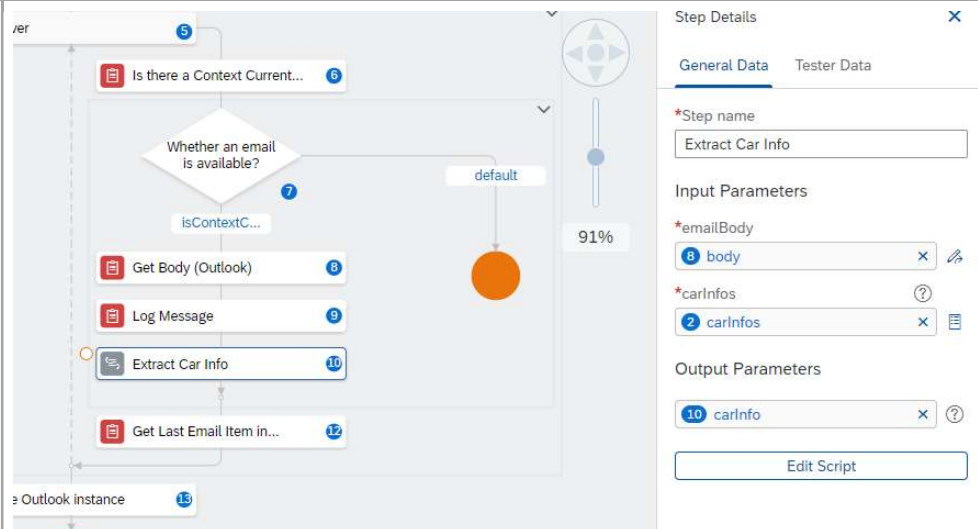 ver 5
Is there a Context Current... 6
Whether an email
is available?
7
default
isContextC...
91%
Get Body (Outlook) 8
Log Message 9
Extract Car Info 10
Get Last Email Item in... 12
e Outlook instance 13
Step Details
General Data Tester Data
*Step name
Extract Car Info
Input Parameters
*emailBody
8 body
*carInfos
2 carInfos
Output Parameters
10 carInfo
Edit Script